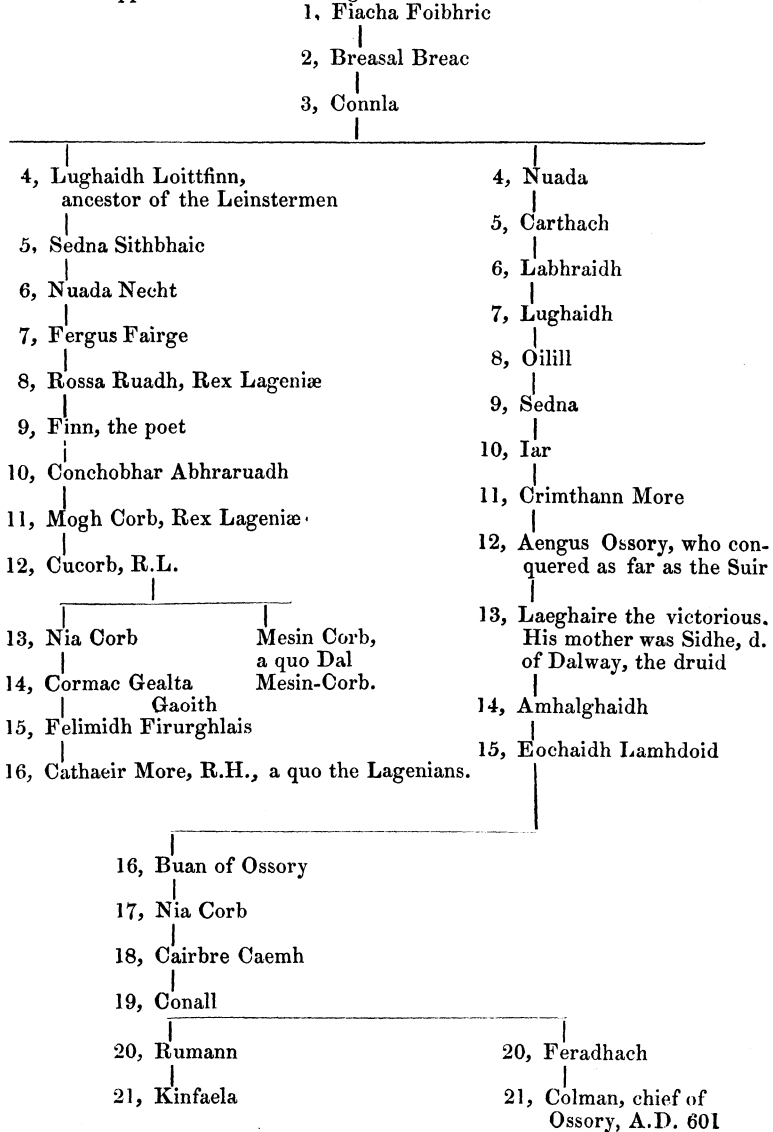 1, Fiacha Foibhric
2, Breasal Breac
3, Connla
4, Lughaidh Loittfinn,
ancestor of the Leinstermen
5, Sedna Sithbhaic
6, Nuada Necht
7, Fergus Fairge
8, Rossa Ruadh, Rex Lageniæ
9, Finn, the poet
10, Conchobhar Abhraruadh
11, Mogh Corb, Rex Lageniæ
12, Cucorb, R.L.
13, Nia Corb
14, Cormac Gealta
Gaoith
15, Felimidh Firurghlais
16, Cathaeir More, R.H., a quo the Lagenians.
Mesin Corb,
a quo Dal
Mesin-Corb.
4, Nuada
5, Carthach
6, Labhraidh
7, Lughaidh
8, Oilill
9, Sedna
10, Iar
11, Crimthann More
12, Aengus Ossory, who con-
quered as far as the Suir
13, Laeghaire the victorious.
His mother was Sidhe, d.
of Dalway, the druid
14, Amhalghaidh
15, Eochaidh Lamhdoid
16, Buan of Ossory
17, Nia Corb
18, Cairbre Caemh
19, Conall
20, Rumann
21, Kinfaela
20, Feradhach
21, Colman, chief of
Ossory, A.D. 601